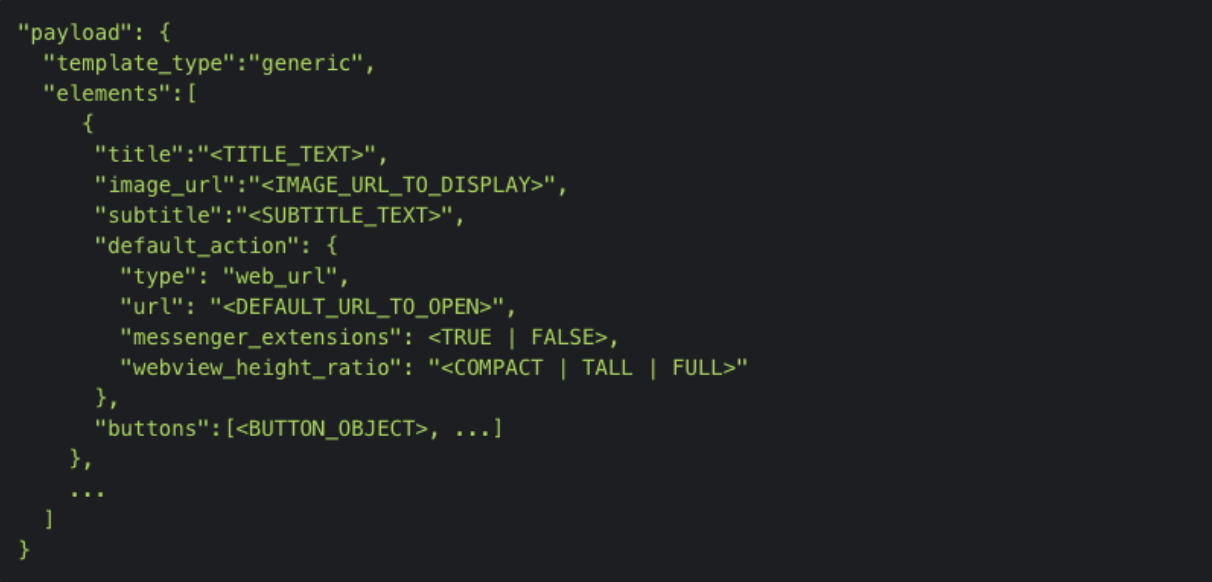 "payload": {
  "template_type":"generic",
  "elements":[
     {
      "title":"<TITLE_TEXT>",
      "image_url":"<IMAGE_URL_TO_DISPLAY>",
      "subtitle":"<SUBTITLE_TEXT>",
      "default_action": {
        "type": "web_url",
        "url": "<DEFAULT_URL_TO_OPEN>",
        "messenger_extensions": <TRUE | FALSE>,
        "webview_height_ratio": "<COMPACT | TALL | FULL>"
      },
      "buttons":[<BUTTON_OBJECT>, ...]
    },
    ...
  ]
}